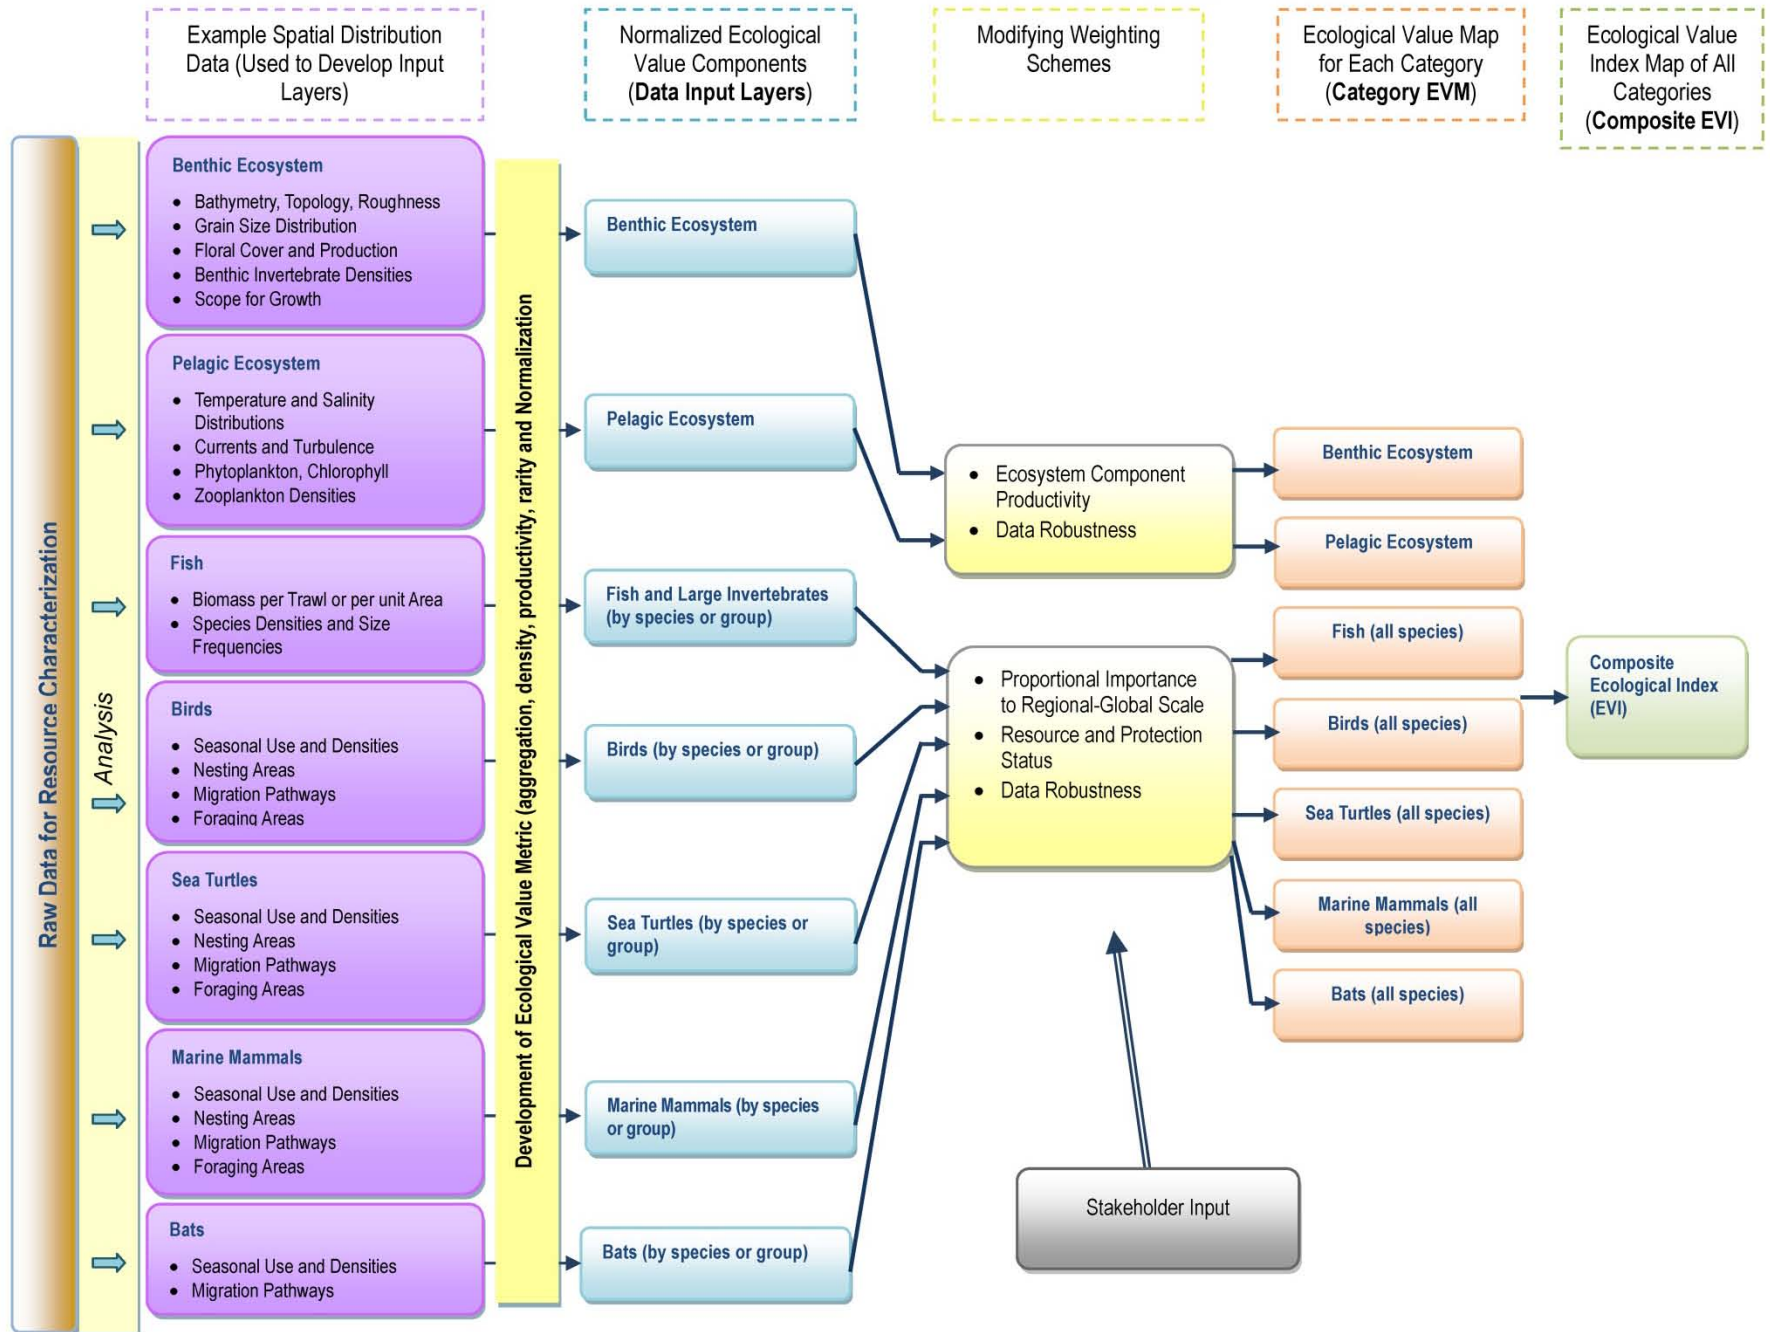 Example Spatial Distribution
Data (Used to Develop Input
Layers)
Normalized Ecological
Value Components
(Data Input Layers)
Modifying Weighting
Schemes
Ecological Value Map
for Each Category
(Category EVM)
Ecological Value
Index Map of All
Categories
(Composite EVI)
Raw Data for Resource Characterization
Analysis
Benthic Ecosystem
• Bathymetry, Topology, Roughness
• Grain Size Distribution
• Floral Cover and Production
• Benthic Invertebrate Densities
• Scope for Growth
Pelagic Ecosystem
• Temperature and Salinity
Distributions
• Currents and Turbulence
• Phytoplankton, Chlorophyll
• Zooplankton Densities
Fish
• Biomass per Trawl or per unit Area
• Species Densities and Size
Frequencies
Birds
• Seasonal Use and Densities
• Nesting Areas
• Migration Pathways
• Foraging Areas
Sea Turtles
• Seasonal Use and Densities
• Nesting Areas
• Migration Pathways
• Foraging Areas
Marine Mammals
• Seasonal Use and Densities
• Nesting Areas
• Migration Pathways
• Foraging Areas
Bats
• Seasonal Use and Densities
• Migration Pathways
Development of Ecological Value Metric (aggregation, density, productivity, rarity and Normalization
Benthic Ecosystem
Pelagic Ecosystem
Fish and Large Invertebrates
(by species or group)
Birds (by species or group)
Sea Turtles (by species or
group)
Marine Mammals (by species
or group)
Bats (by species or group)
• Ecosystem Component
Productivity
• Data Robustness
• Proportional Importance
to Regional-Global Scale
• Resource and Protection
Status
• Data Robustness
Stakeholder Input
Benthic Ecosystem
Pelagic Ecosystem
Fish (all species)
Birds (all species)
Sea Turtles (all species)
Marine Mammals (all
species)
Bats (all species)
Composite
Ecological Index
(EVI)